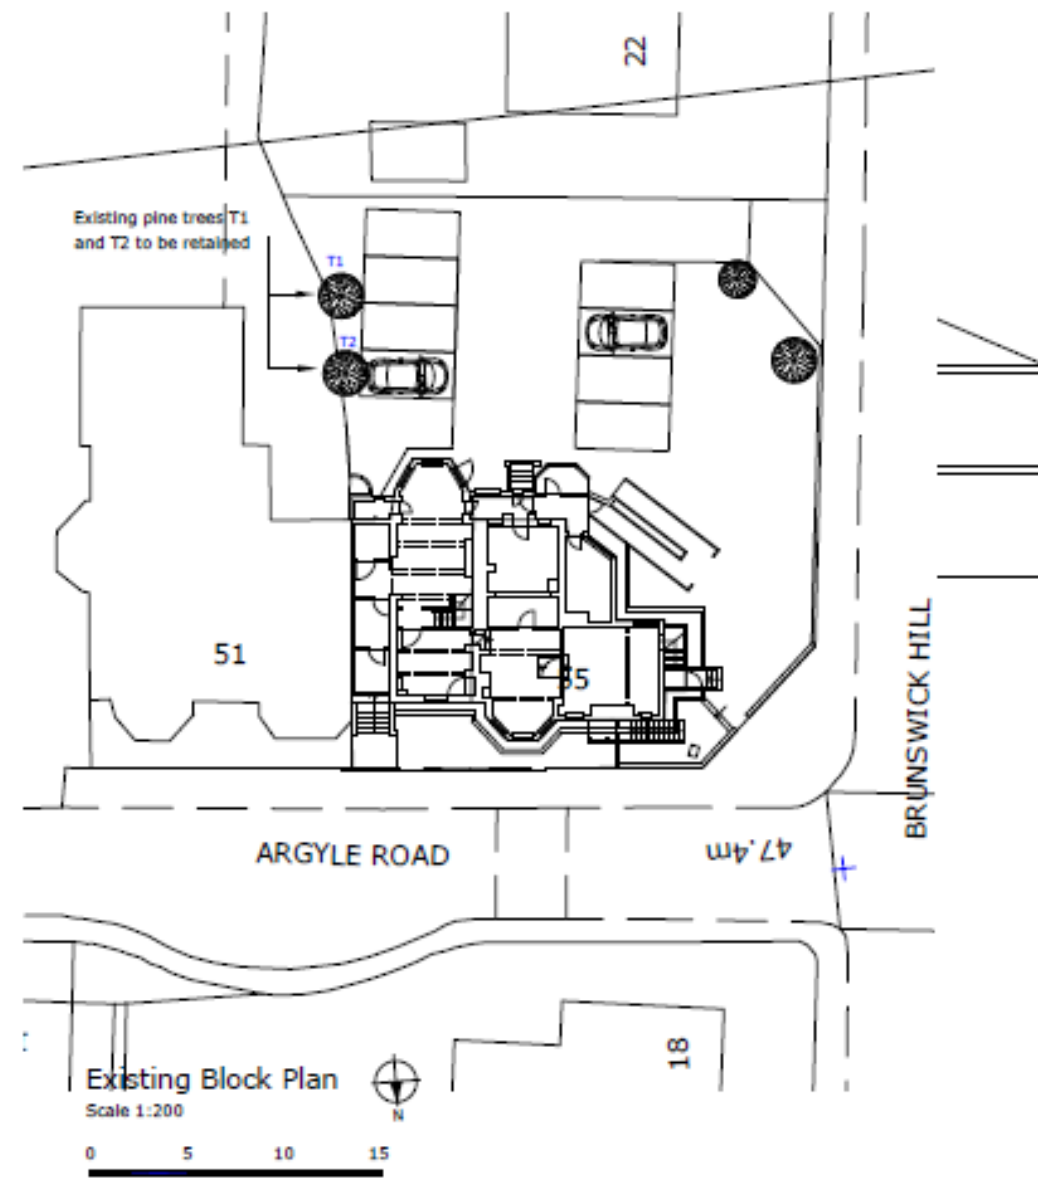 22
Existing pine trees T1
and T2 to be retained
T1
T2
51
55
BRUNSWICK HILL
ARGYLE ROAD
47.4m
18
Existing Block Plan
Scale 1:200
N
0 5 10 15